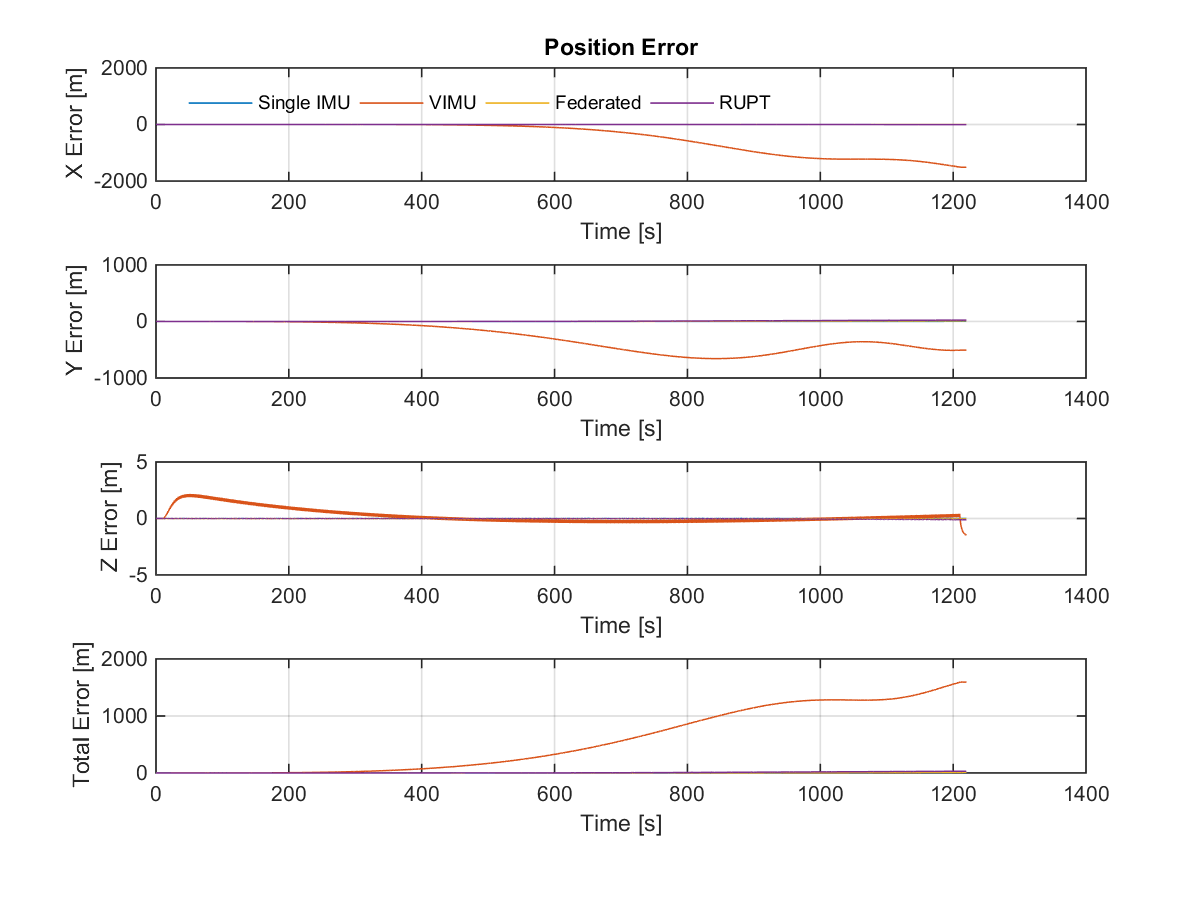 Position Error
X Error [m]
2000
0
-2000
Single IMU VIMU Federated RUPT
0 200 400 600 800 1000 1200 1400
Time [s]
Y Error [m]
1000
0
-1000
0 200 400 600 800 1000 1200 1400
Time [s]
Z Error [m]
5
0
-5
0 200 400 600 800 1000 1200 1400
Time [s]
Total Error [m]
2000
1000
0
0 200 400 600 800 1000 1200 1400
Time [s]